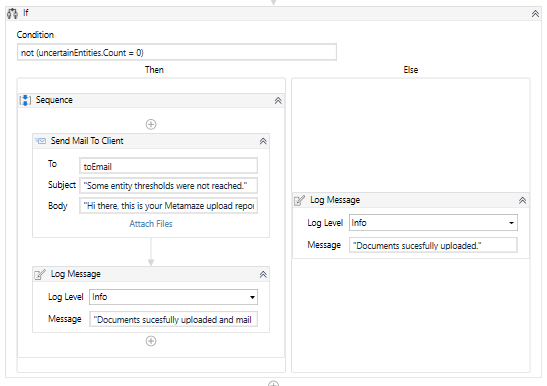 If
Condition
not (uncertainEntities.Count = 0)
Then
Else
Sequence
Send Mail To Client
To
toEmail
Subject
"Some entity thresholds were not reached."
Body
"Hi there, this is your Metamaze upload repor
Attach Files
Log Message
Log Level
Info
Message
"Documents sucesfully uploaded and mail
Log Message
Log Level
Info
Message
"Documents sucesfully uploaded."